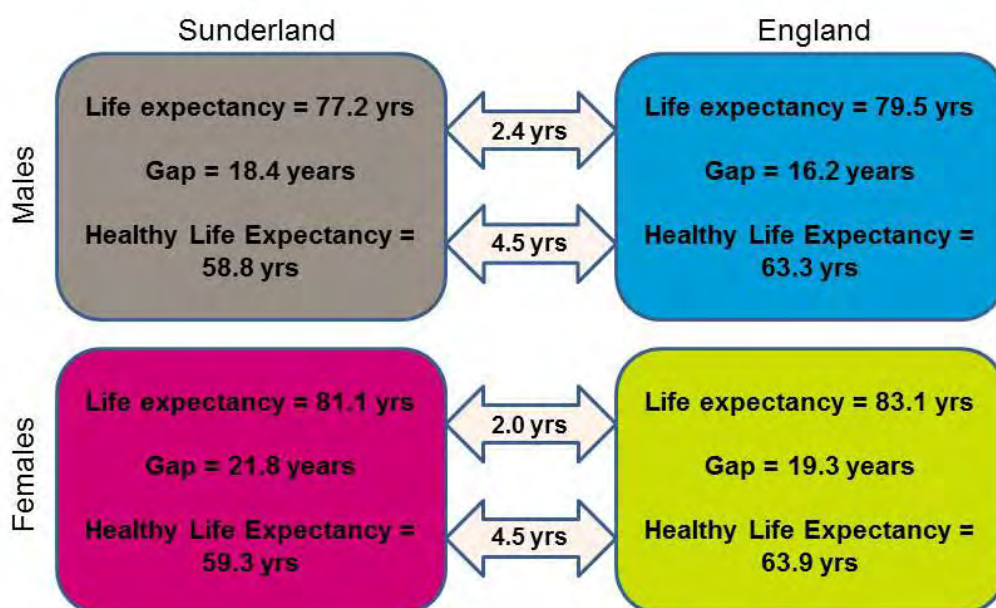 Sunderland
England
Males
Life expectancy = 77.2 yrs
Gap = 18.4 years
Healthy Life Expectancy =
58.8 yrs
2.4 yrs
4.5 yrs
Life expectancy = 79.5 yrs
Gap = 16.2 years
Healthy Life Expectancy =
63.3 yrs
Females
Life expectancy = 81.1 yrs
Gap = 21.8 years
Healthy Life Expectancy =
59.3 yrs
2.0 yrs
4.5 yrs
Life expectancy = 83.1 yrs
Gap = 19.3 years
Healthy Life Expectancy =
63.9 yrs